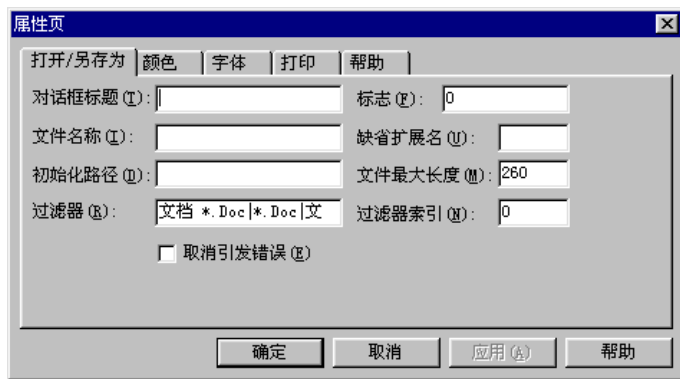 属性页
打开/另存为 颜色 字体 打印 帮助
对话框标题(T): 标志(F): 0
文件名称(I): 缺省扩展名(U):
初始化路径(D): 文件最大长度(M): 260
过滤器(R): 文档 *.Doc|*.Doc|文 过滤器索引(N): 0
取消引发错误(E)
确定 取消 应用(A) 帮助